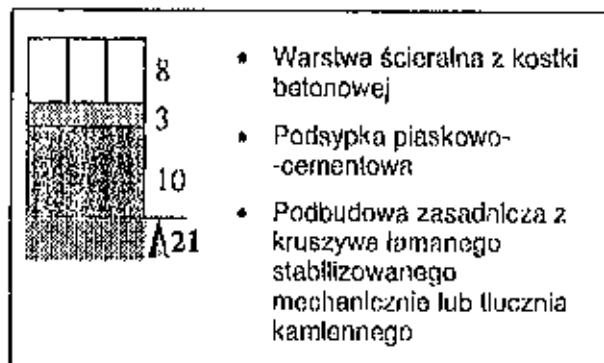 8
3
10
21
• Warstwa ścieralna z kostki
betonowej
• Podsypka piaskowo-
-cementowa
• Podbudowa zasadnicza z
kruszywa łamanego
stabilizowanego
mechanicznie lub tłucznia
kamiennego